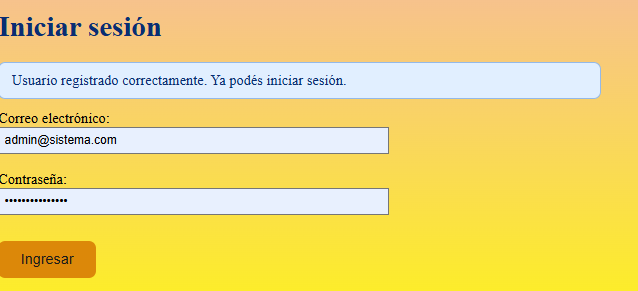 Iniciar sesión
Usuario registrado correctamente. Ya podés iniciar sesión.
Correo electrónico:
admin@sistema.com
Contraseña:
•••••••••••••••
Ingresar